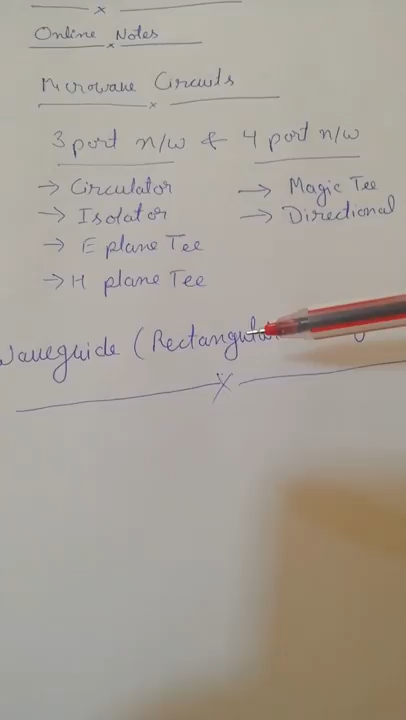 Online Notes
Microwave Circuits
3 port n/w & 4 port n/w
→ Circulator → Magic Tee
→ Isolator → Directional
→ E plane Tee
→ H plane Tee
Waveguide (Rectangular